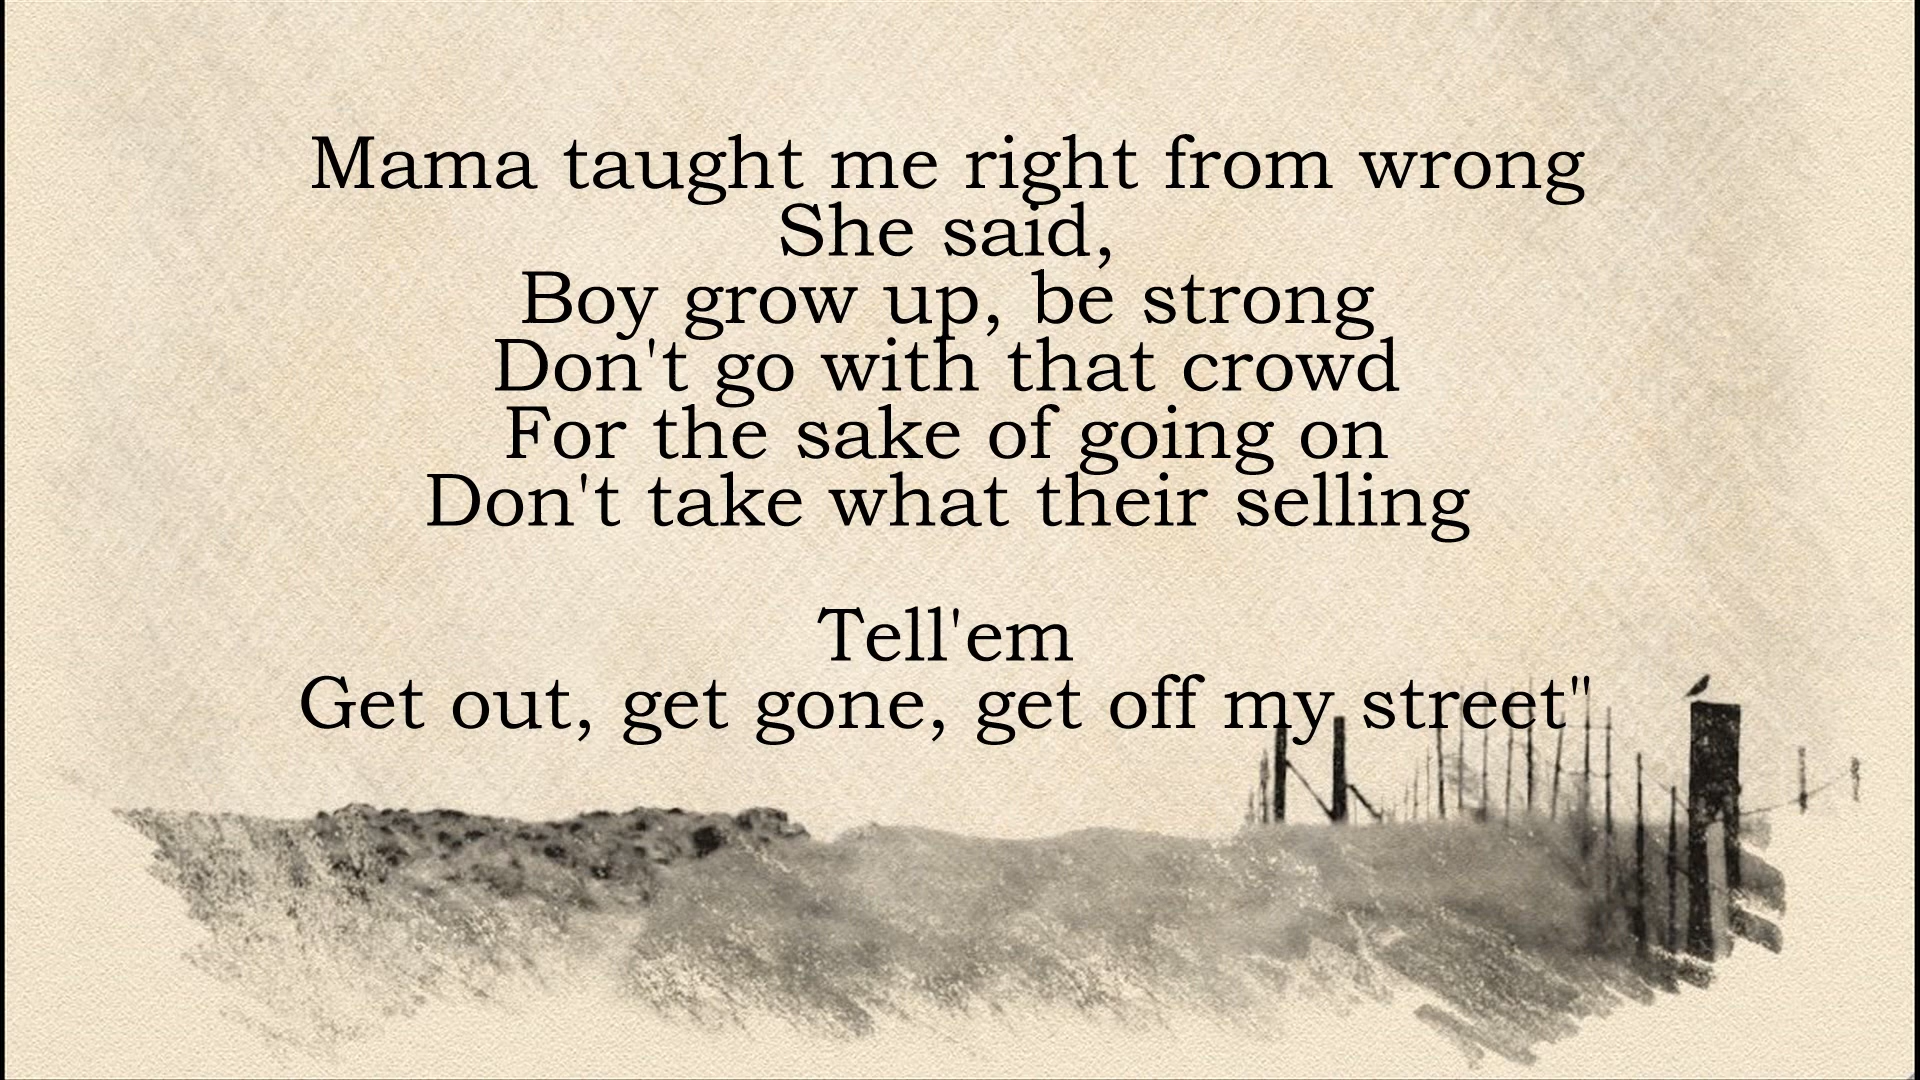 Mama taught me right from wrong
She said,
Boy grow up, be strong
Don't go with that crowd
For the sake of going on
Don't take what their selling
Tell'em
Get out, get gone, get off my street"